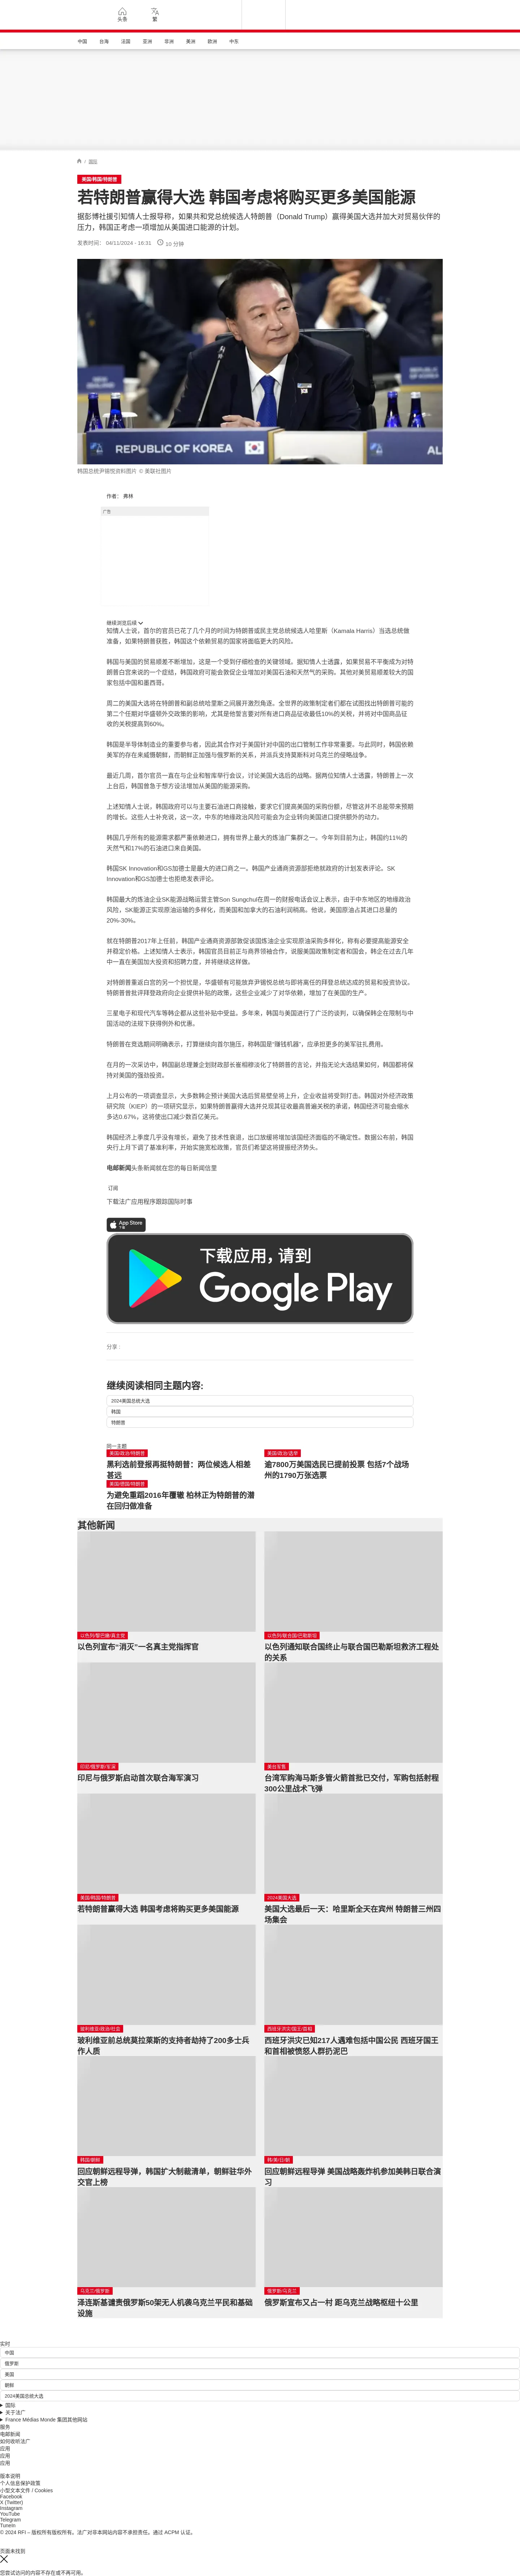 头条
繁
中国 台海 法国 亚洲 非洲 美洲 欧洲 中东
/ 国际
美国/韩国/特朗普
若特朗普赢得大选 韩国考虑将购买更多美国能源
据彭博社援引知情人士报导称，如果共和党总统候选人特朗普（Donald Trump）赢得美国大选并加大对贸易伙伴的
压力，韩国正考虑一项增加从美国进口能源的计划。
发表时间： 04/11/2024 - 16:31 10 分钟
NEW ZEALAND
REPUBLIC OF KOREA
韩国总统尹锡悦资料图片 © 美联社图片
作者： 弗林
广告
继续浏览后续
知情人士说，首尔的官员已花了几个月的时间为特朗普或民主党总统候选人哈里斯（Kamala Harris）当选总统做
准备，如果特朗普获胜，韩国这个依赖贸易的国家将面临更大的风险。
韩国与美国的贸易顺差不断增加，这是一个受到仔细检查的关键领域。据知情人士透露，如果贸易不平衡成为对特
朗普白宫来说的一个症结，韩国政府可能会敦促企业增加对美国石油和天然气的采购。其他对美贸易顺差较大的国
家包括中国和墨西哥。
周二的美国大选将在特朗普和副总统哈里斯之间展开激烈角逐。全世界的政策制定者们都在试图找出特朗普可能的
第二个任期对华盛顿外交政策的影响，尤其是他誓言要对所有进口商品征收最低10%的关税，并将对中国商品征
收的关税提高到60%。
韩国是半导体制造业的重要参与者，因此其合作对于美国针对中国的出口管制工作非常重要。与此同时，韩国依赖
美军的存在来威慑朝鲜，而朝鲜正加强与俄罗斯的关系，并派兵支持莫斯科对乌克兰的侵略战争。
最近几周，首尔官员一直在与企业和智库举行会议，讨论美国大选后的战略。据两位知情人士透露，特朗普上一次
上台后，韩国曾急于想方设法增加从美国的能源采购。
上述知情人士说，韩国政府可以与主要石油进口商接触，要求它们提高美国的采购份额，尽管这并不总能带来预期
的增长。这些人士补充说，这一次，中东的地缘政治风险可能会为企业转向美国进口提供额外的动力。
韩国几乎所有的能源需求都严重依赖进口，拥有世界上最大的炼油厂集群之一。今年到目前为止，韩国约11%的
天然气和17%的石油进口来自美国。
韩国SK Innovation和GS加德士是最大的进口商之一。韩国产业通商资源部拒绝就政府的计划发表评论。SK
Innovation和GS加德士也拒绝发表评论。
韩国最大的炼油企业SK能源战略运营主管Son Sungchul在周一的财报电话会议上表示，由于中东地区的地缘政治
风险，SK能源正实现原油运输的多样化，而美国和加拿大的石油利润稍高。他说，美国原油占其进口总量的
20%-30%。
就在特朗普2017年上任前，韩国产业通商资源部敦促该国炼油企业实现原油采购多样化，称有必要提高能源安全
并稳定价格。上述知情人士表示，韩国官员目前正与商界领袖合作，说服美国政策制定者和国会，韩企在过去几年
中一直在美国加大投资和招聘力度，并将继续这样做。
对特朗普重返白宫的另一个担忧是，华盛顿有可能放弃尹锡悦总统与即将离任的拜登总统达成的贸易和投资协议。
特朗普曾批评拜登政府向企业提供补贴的政策，这些企业减少了对华依赖，增加了在美国的生产。
三星电子和现代汽车等韩企都从这些补贴中受益。多年来，韩国与美国进行了广泛的谈判，以确保韩企在限制与中
国活动的法规下获得例外和优惠。
特朗普在竞选期间明确表示，打算继续向首尔施压，称韩国是“赚钱机器”，应承担更多的美军驻扎费用。
在月的一次采访中，韩国副总理兼企划财政部长崔相穆淡化了特朗普的言论，并指无论大选结果如何，韩国都将保
持对美国的强劲投资。
上月公布的一项调查显示，大多数韩企预计美国大选后贸易壁垒将上升，企业收益将受到打击。韩国对外经济政策
研究院（KIEP）的一项研究显示，如果特朗普赢得大选并兑现其征收最高普遍关税的承诺，韩国经济可能会缩水
多达0.67%，这将使出口减少数百亿美元。
韩国经济上季度几乎没有增长，避免了技术性衰退，出口放缓将增加该国经济面临的不确定性。数据公布前，韩国
央行上月下调了基准利率，开始实施宽松政策，官员们希望这将提振经济势头。
电邮新闻头条新闻就在您的每日新闻信里
订阅
下载法广应用程序跟踪国际时事
App Store
下载
下载应用，请到
Google Play
分享 :
继续阅读相同主题内容:
2024美国总统大选
韩国
特朗普
同一主题
美国/政治/特朗普
黑利选前登报再挺特朗普：两位候选人相差
甚远
美国/政治/选举
逾7800万美国选民已提前投票 包括7个战场
州的1790万张选票
美国/德国/特朗普
为避免重蹈2016年覆辙 柏林正为特朗普的潜
在回归做准备
其他新闻
以色列/黎巴嫩/真主党
以色列宣布“消灭”一名真主党指挥官
以色列/联合国/巴勒斯坦
以色列通知联合国终止与联合国巴勒斯坦救济工程处
的关系
印尼/俄罗斯/军演
印尼与俄罗斯启动首次联合海军演习
美台军售
台湾军购海马斯多管火箭首批已交付，军购包括射程
300公里战术飞弹
美国/韩国/特朗普
若特朗普赢得大选 韩国考虑将购买更多美国能源
2024美国大选
美国大选最后一天：哈里斯全天在宾州 特朗普三州四
场集会
玻利维亚/政治/社会
玻利维亚前总统莫拉莱斯的支持者劫持了200多士兵
作人质
西班牙洪灾/国王/首相
西班牙洪灾已知217人遇难包括中国公民 西班牙国王
和首相被愤怒人群扔泥巴
韩国/朝鲜
回应朝鲜远程导弹，韩国扩大制裁清单，朝鲜驻华外
交官上榜
韩/美/日/朝
回应朝鲜远程导弹 美国战略轰炸机参加美韩日联合演
习
乌克兰/俄罗斯
泽连斯基谴责俄罗斯50架无人机袭乌克兰平民和基础
设施
俄罗斯/乌克兰
俄罗斯宣布又占一村 距乌克兰战略枢纽十公里
实时
中国
俄罗斯
美国
朝鲜
2024美国总统大选
国际
关于法广
France Médias Monde 集团其他网站
服务
电邮新闻
如何收听法广
应用
应用
应用
版本说明
个人信息保护政策
小型文本文件 / Cookies
Facebook
X (Twitter)
Instagram
YouTube
Telegram
TuneIn
© 2024 RFI – 版权所有版权所有。法广对非本网站内容不承担责任。通过 ACPM 认证。
页面未找到
您尝试访问的内容不存在或不再可用。